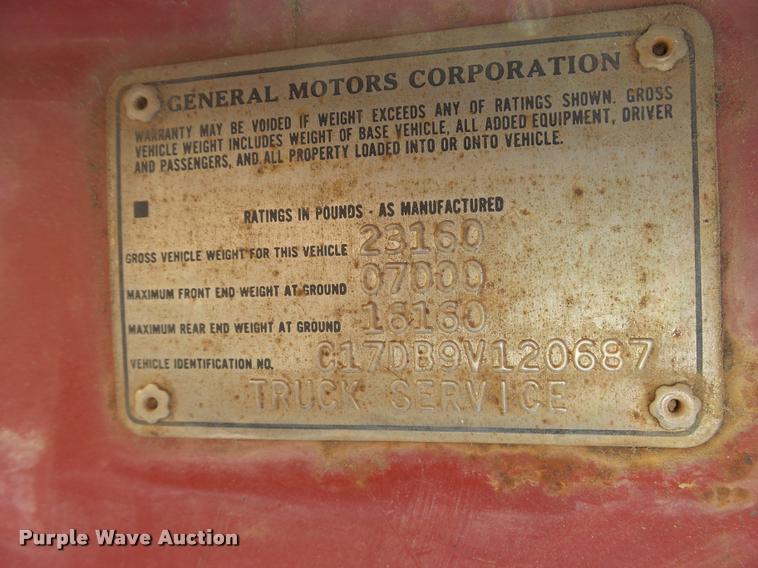 GENERAL MOTORS CORPORATION
WARRANTY MAY BE VOIDED IF WEIGHT EXCEEDS ANY OF RATINGS SHOWN. GROSS
VEHICLE WEIGHT INCLUDES WEIGHT OF BASE VEHICLE, ALL ADDED EQUIPMENT, DRIVER
AND PASSENGERS, AND ALL PROPERTY LOADED INTO OR ONTO VEHICLE.
RATINGS IN POUNDS - AS MANUFACTURED
GROSS VEHICLE WEIGHT FOR THIS VEHICLE 23160
MAXIMUM FRONT END WEIGHT AT GROUND 07000
MAXIMUM REAR END WEIGHT AT GROUND 16160
VEHICLE IDENTIFICATION NO. C17DB9V120687
TRUCK SERVICE
Purple Wave Auction